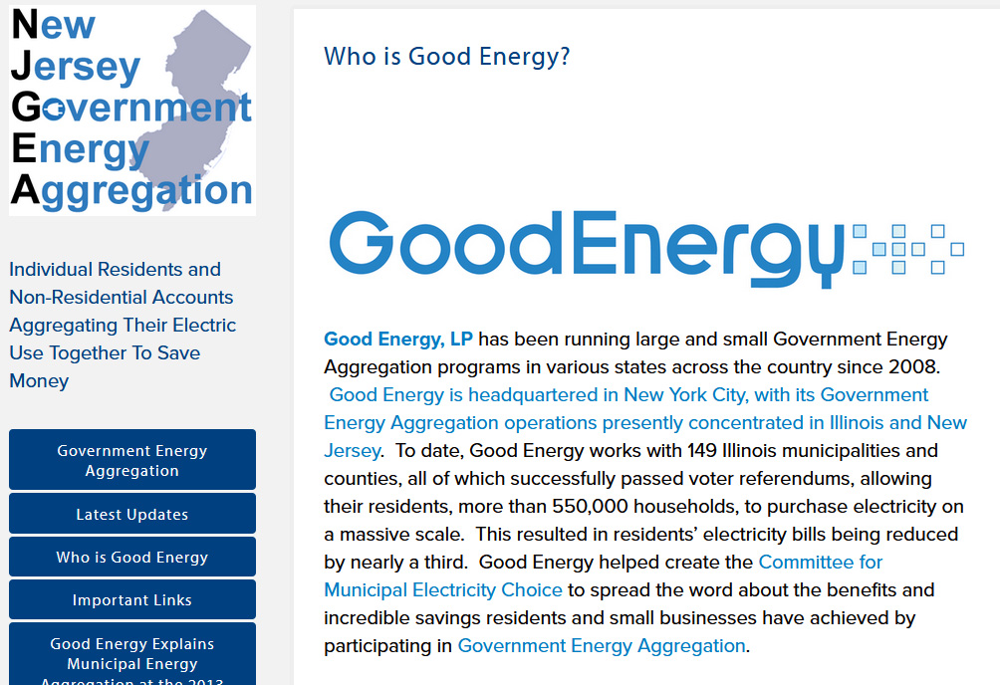 New
Jersey
Government
Energy
Aggregation
Individual Residents and
Non-Residential Accounts
Aggregating Their Electric
Use Together To Save
Money
Government Energy
Aggregation
Latest Updates
Who is Good Energy
Important Links
Good Energy Explains
Municipal Energy
Aggregation at the 2013
Who is Good Energy?
GoodEnergy
Good Energy, LP has been running large and small Government Energy
Aggregation programs in various states across the country since 2008.
Good Energy is headquartered in New York City, with its Government
Energy Aggregation operations presently concentrated in Illinois and New
Jersey. To date, Good Energy works with 149 Illinois municipalities and
counties, all of which successfully passed voter referendums, allowing
their residents, more than 550,000 households, to purchase electricity on
a massive scale. This resulted in residents’ electricity bills being reduced
by nearly a third. Good Energy helped create the Committee for
Municipal Electricity Choice to spread the word about the benefits and
incredible savings residents and small businesses have achieved by
participating in Government Energy Aggregation.